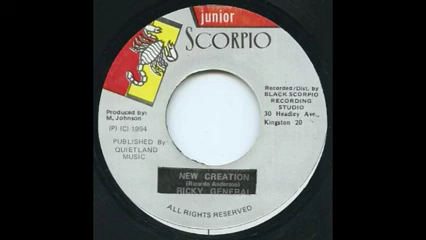 junior
SCORPIO
Produced by:
M, Johnson
(P) (C) 1994
PUBLISHED BY
QUIETLAND
MUSIC
Recorded/Dist. by
BLACK SCORPIO
RECORDING
STUDIO
30 Headley Ave.,
Kingston 20
NEW CREATION
(Ricardo Anderson)
RICKY GENERAL
ALL RIGHTS RESERVED